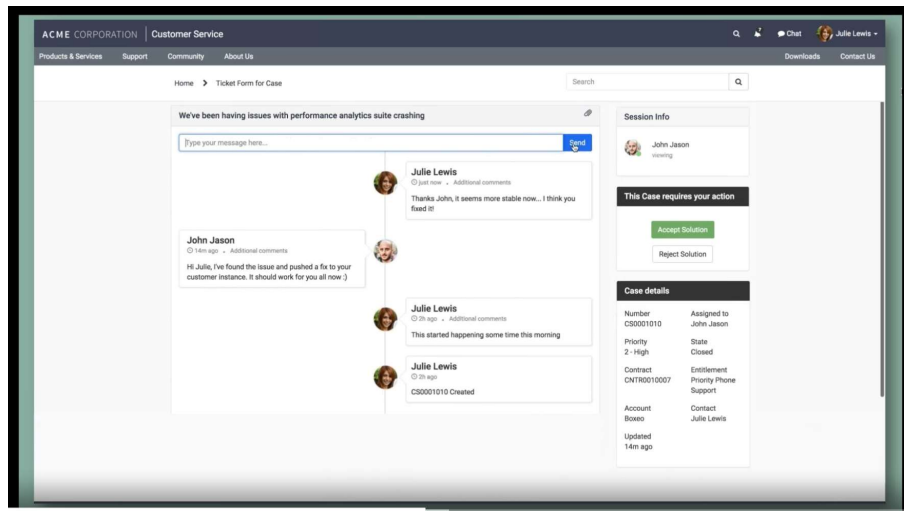 ACME CORPORATION Customer Service
Chat Julie Lewis
Products & Services Support Community About Us Downloads Contact Us
Home > Ticket Form for Case
Search
We've been having issues with performance analytics suite crashing
Type your message here...
Send
Julie Lewis
just now • Additional comments
Thanks John, it seems more stable now... I think you
fixed it!
John Jason
14m ago • Additional comments
Hi Julie, I've found the issue and pushed a fix to your
customer instance. It should work for you all now :)
Julie Lewis
2h ago • Additional comments
This started happening some time this morning
Julie Lewis
2h ago
CS0001010 Created
Session Info
John Jason
viewing
This Case requires your action
Accept Solution
Reject Solution
Case details
Number Assigned to
CS0001010 John Jason
Priority State
2 - High Closed
Contract Entitlement
CNTR0010007 Priority Phone
Support
Account Contact
Boxeo Julie Lewis
Updated
14m ago